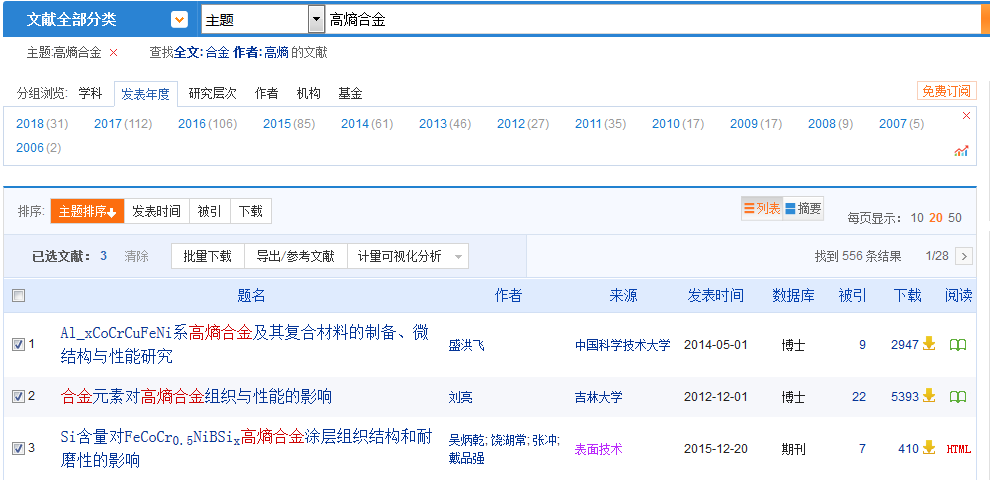 文献全部分类 主题 高熵合金
主题:高熵合金 × 查找全文:合金 作者:高熵 的文献
分组浏览: 学科 发表年度 研究层次 作者 机构 基金 免费订阅
2018(31) 2017(112) 2016(106) 2015(85) 2014(61) 2013(46) 2012(27) 2011(35) 2010(17) 2009(17) 2008(9) 2007(5)
2006(2)
排序: 主题排序 发表时间 被引 下载 列表 摘要 每页显示: 10 20 50
已选文献: 3 清除 批量下载 导出/参考文献 计量可视化分析 找到 556 条结果 1/28 >
题名 作者 来源 发表时间 数据库 被引 下载 阅读
1 Al_xCoCrCuFeNi系高熵合金及其复合材料的制备、微 盛洪飞 中国科学技术大学 2014-05-01 博士 9 2947
结构与性能研究
2 合金元素对高熵合金组织与性能的影响 刘亮 吉林大学 2012-12-01 博士 22 5393
3 Si含量对FeCoCr0.5NiBSix高熵合金涂层组织结构和耐 吴炳乾; 饶湖常; 张冲; 表面技术 2015-12-20 期刊 7 410 HTML
磨性的影响 戴品强